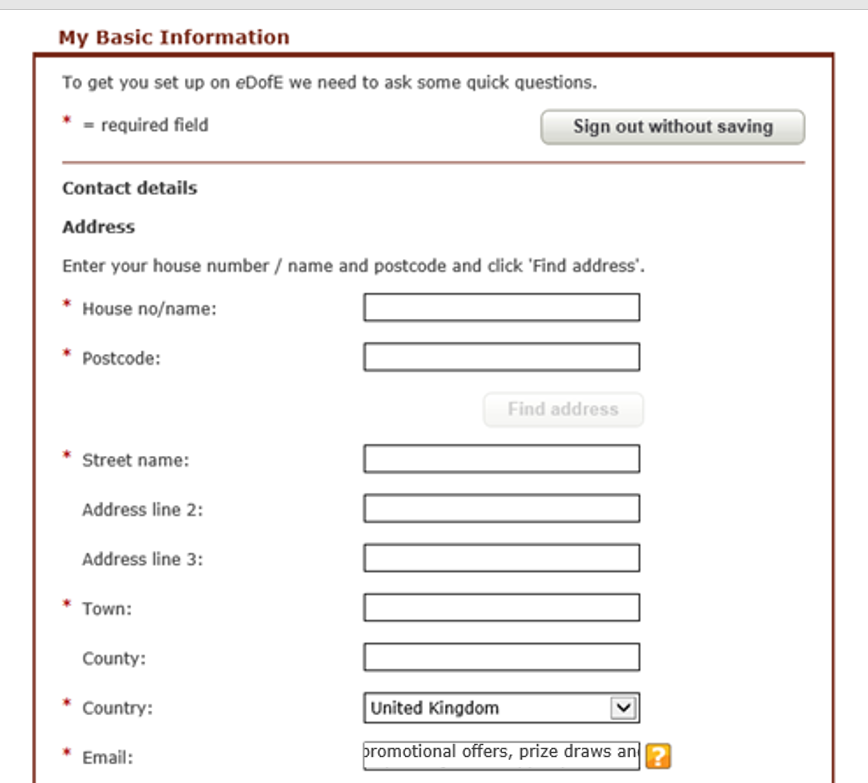 My Basic Information
To get you set up on eDofE we need to ask some quick questions.
* = required field
Sign out without saving
Contact details
Address
Enter your house number / name and postcode and click 'Find address'.
* House no/name:
* Postcode:
Find address
* Street name:
Address line 2:
Address line 3:
* Town:
County:
* Country: United Kingdom
* Email: promotional offers, prize draws an ?